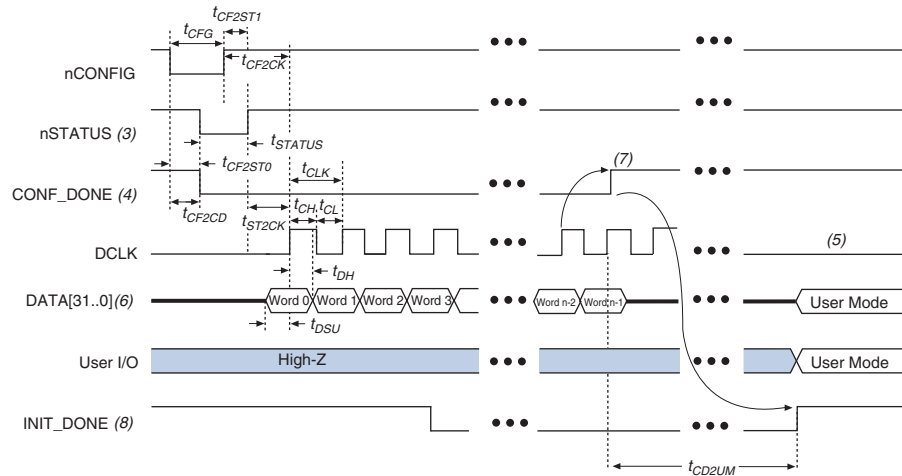 tCF2ST1
tCFG
nCONFIG
tCF2CK
nSTATUS (3)
tSTATUS
tCF2ST0
tCLK
(7)
CONF_DONE (4)
tCF2CD
tST2CK
tCH
tCL
DCLK
(5)
tDH
DATA[31..0](6)
Word 0
Word 1
Word 2
Word 3
Word n-2
Word n-1
User Mode
tDSU
User I/O
High-Z
User Mode
INIT_DONE (8)
tCD2UM